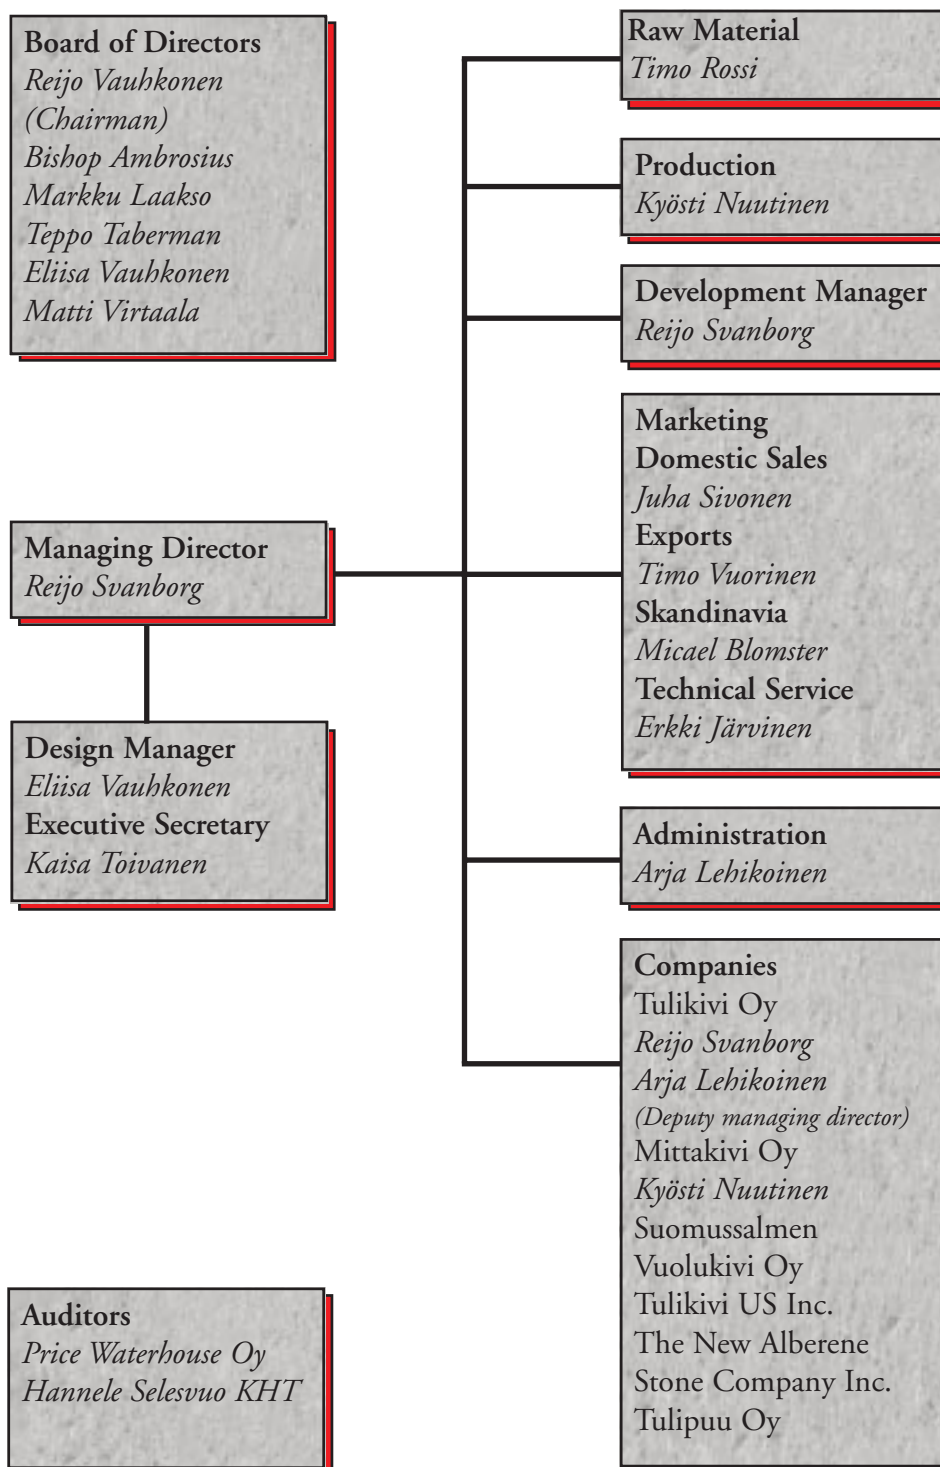 Board of Directors
Reijo Vauhkonen
(Chairman)
Bishop Ambrosius
Markku Laakso
Teppo Taberman
Eliisa Vauhkonen
Matti Virtaala
Managing Director
Reijo Svanborg
Design Manager
Eliisa Vauhkonen
Executive Secretary
Kaisa Toivanen
Auditors
Price Waterhouse Oy
Hannele Selesvuo KHT
Raw Material
Timo Rossi
Production
Kyösti Nuutinen
Development Manager
Reijo Svanborg
Marketing
Domestic Sales
Juha Sivonen
Exports
Timo Vuorinen
Skandinavia
Micael Blomster
Technical Service
Erkki Järvinen
Administration
Arja Lehikoinen
Companies
Tulikivi Oy
Reijo Svanborg
Arja Lehikoinen
(Deputy managing director)
Mittakivi Oy
Kyösti Nuutinen
Suomussalmen
Vuolukivi Oy
Tulikivi US Inc.
The New Alberene
Stone Company Inc.
Tulipuu Oy